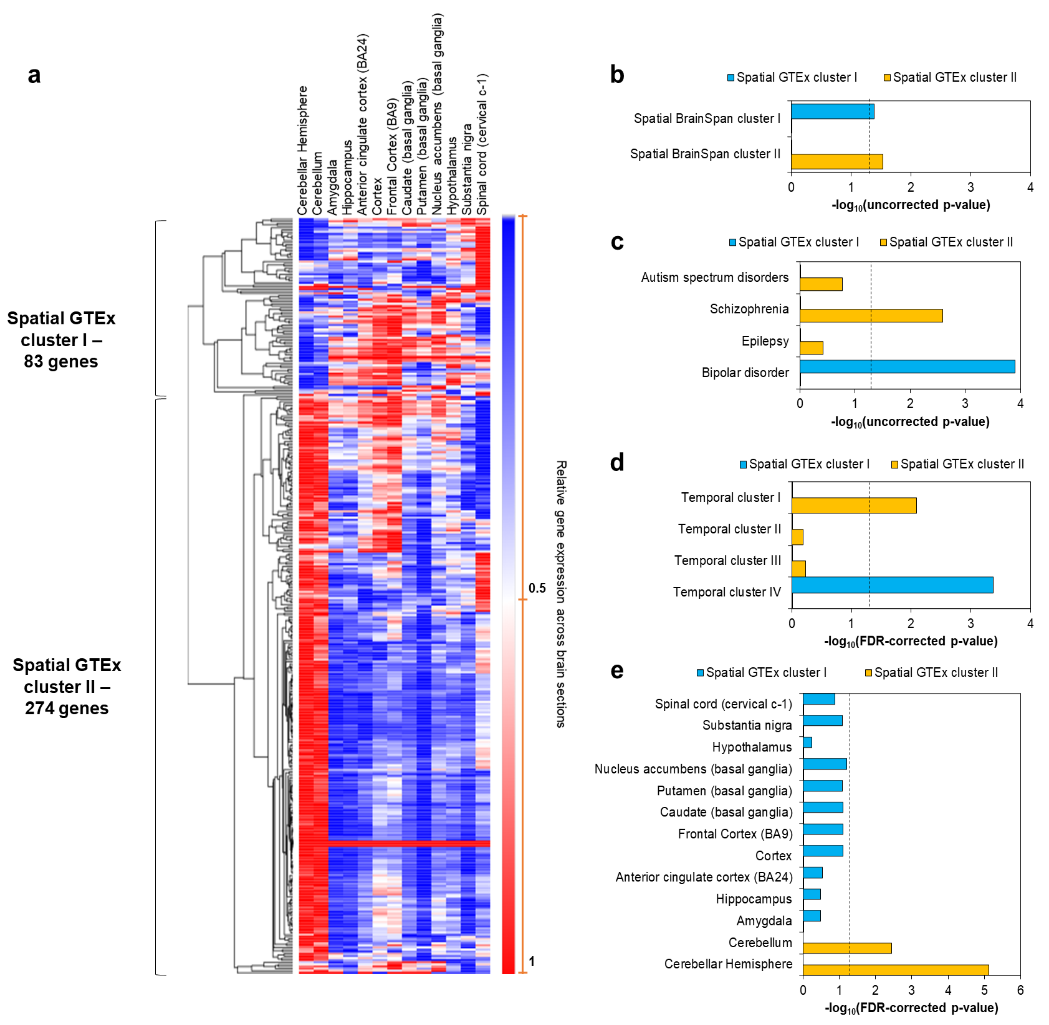 a
Cerebellar Hemisphere
Cerebellum
Amygdala
Hippocampus
Anterior cingulate cortex (BA24)
Cortex
Frontal Cortex (BA9)
Caudate (basal ganglia)
Putamen (basal ganglia)
Nucleus accumbens (basal ganglia)
Hypothalamus
Substantia nigra
Spinal cord (cervical c-1)
Spatial GTEx
cluster I –
83 genes
Spatial GTEx
cluster II –
274 genes
0.5
1
Relative gene expression across brain sections
b
Spatial GTEx cluster I
Spatial GTEx cluster II
Spatial BrainSpan cluster I
Spatial BrainSpan cluster II
0 1 2 3 4
-log10(uncorrected p-value)
c
Spatial GTEx cluster I
Spatial GTEx cluster II
Autism spectrum disorders
Schizophrenia
Epilepsy
Bipolar disorder
0 1 2 3 4
-log10(uncorrected p-value)
d
Spatial GTEx cluster I
Spatial GTEx cluster II
Temporal cluster I
Temporal cluster II
Temporal cluster III
Temporal cluster IV
0 1 2 3 4
-log10(FDR-corrected p-value)
e
Spatial GTEx cluster I
Spatial GTEx cluster II
Spinal cord (cervical c-1)
Substantia nigra
Hypothalamus
Nucleus accumbens (basal ganglia)
Putamen (basal ganglia)
Caudate (basal ganglia)
Frontal Cortex (BA9)
Cortex
Anterior cingulate cortex (BA24)
Hippocampus
Amygdala
Cerebellum
Cerebellar Hemisphere
0 1 2 3 4 5 6
-log10(FDR-corrected p-value)